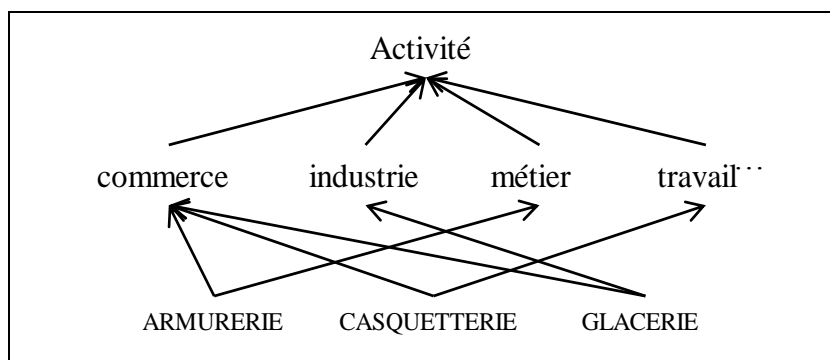 Activité
commerce industrie métier travail…
ARMURERIE CASQUETTERIE GLACERIE